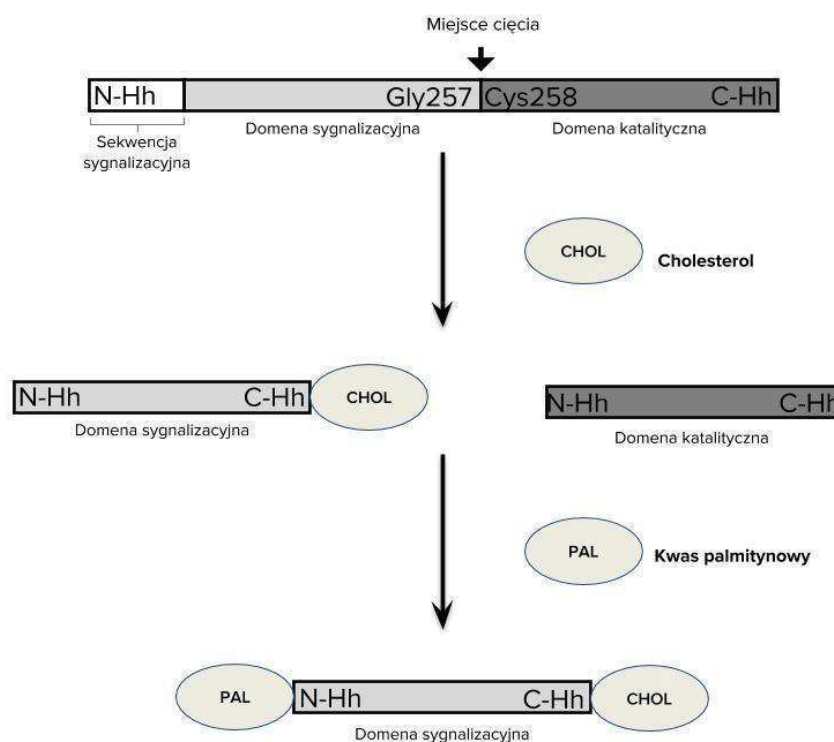 Miejsce cięcia
N-Hh Gly257 Cys258 C-Hh
Sekwencja
sygnalizacyjna
Domena sygnalizacyjna Domena katalityczna
CHOL Cholesterol
N-Hh C-Hh CHOL N-Hh C-Hh
Domena sygnalizacyjna Domena katalityczna
PAL Kwas palmitynowy
PAL N-Hh C-Hh CHOL
Domena sygnalizacyjna